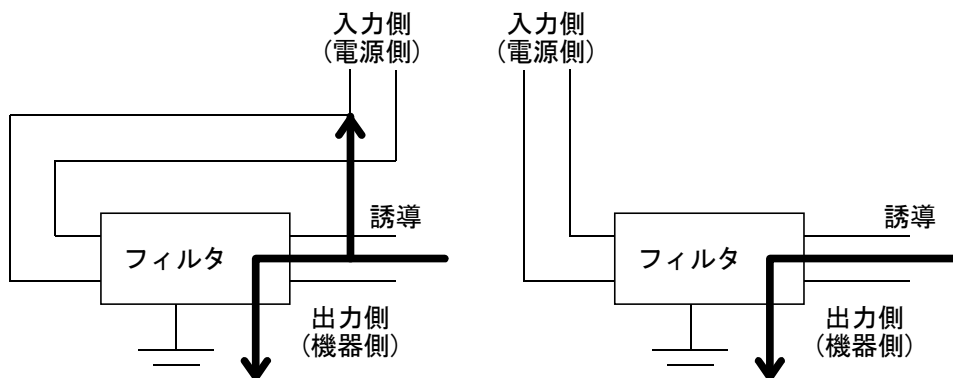 入力側
(電源側)
誘導
フィルタ
出力側
(機器側)
入力側
(電源側)
誘導
フィルタ
出力側
(機器側)